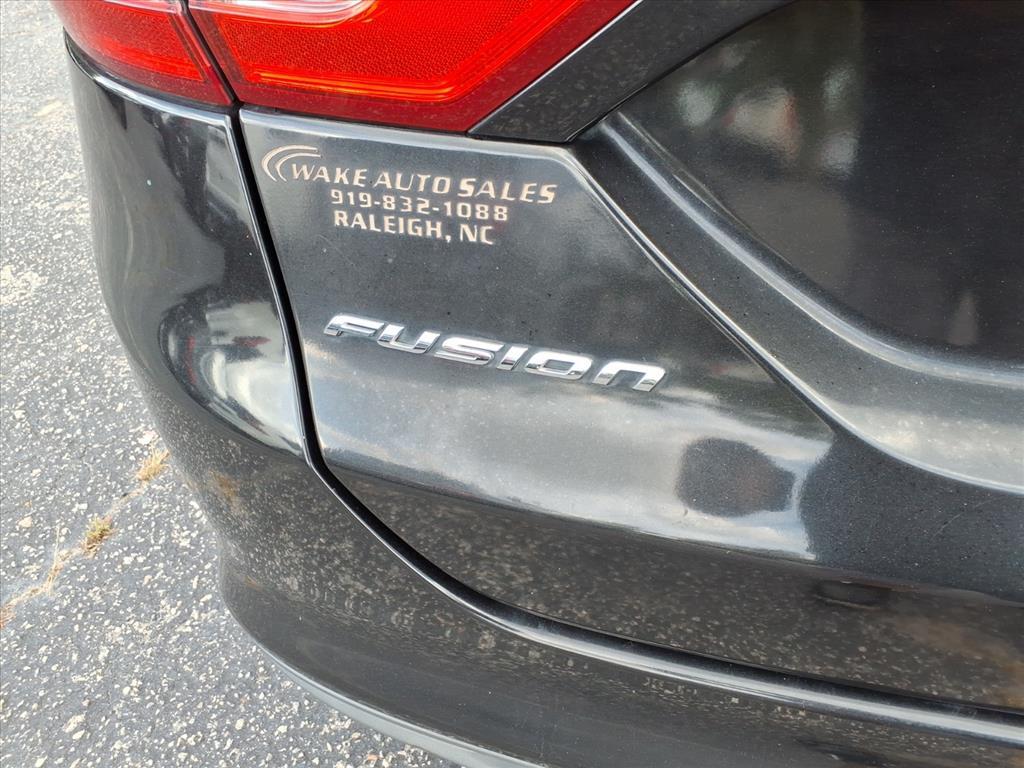 WAKE AUTO SALES
919-832-1088
RALEIGH, NC
FUSION